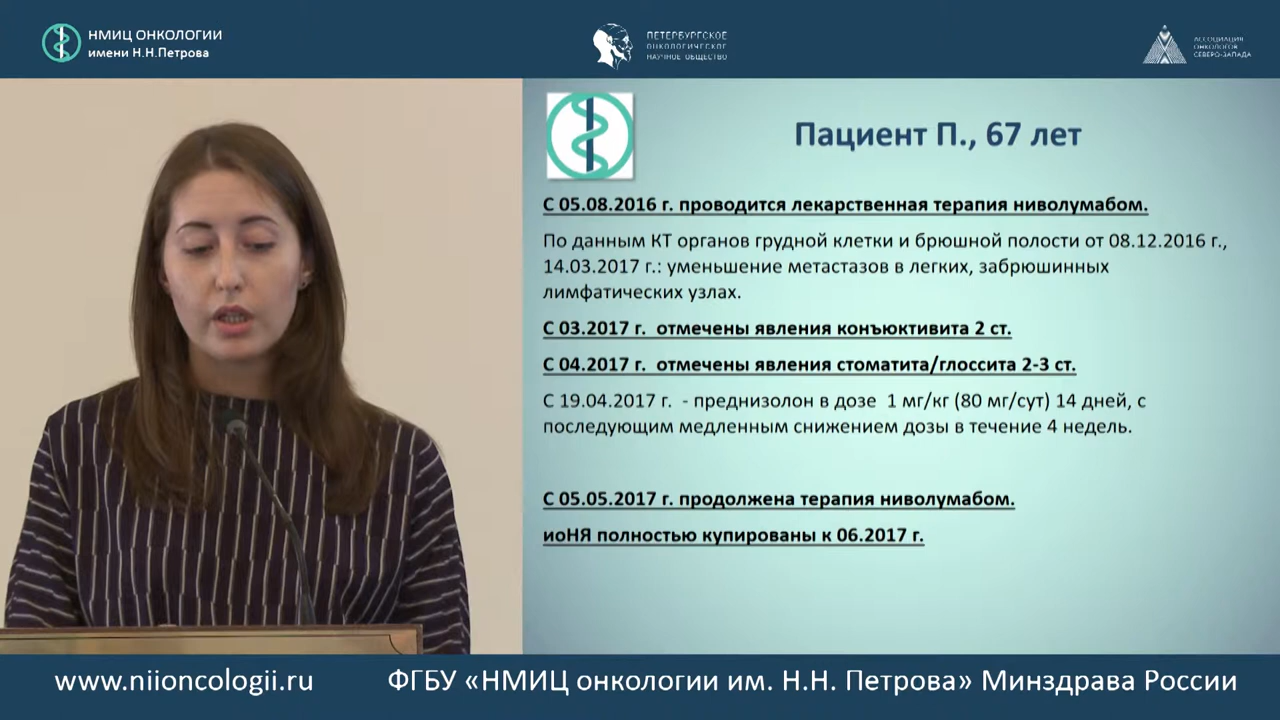 НМИЦ ОНКОЛОГИИ
имени Н.Н.Петрова
ПЕТЕРБУРГСКОЕ
ОНКОЛОГИЧЕСКОЕ
НАУЧНОЕ ОБЩЕСТВО
АССОЦИАЦИЯ
ОНКОЛОГОВ
СЕВЕРО-ЗАПАДА
Пациент П., 67 лет
С 05.08.2016 г. проводится лекарственная терапия ниволумабом.
По данным КТ органов грудной клетки и брюшной полости от 08.12.2016 г.,
14.03.2017 г.: уменьшение метастазов в легких, забрюшинных
лимфатических узлах.
С 03.2017 г. отмечены явления конъюктивита 2 ст.
С 04.2017 г. отмечены явления стоматита/глоссита 2-3 ст.
С 19.04.2017 г. - преднизолон в дозе 1 мг/кг (80 мг/сут) 14 дней, с
последующим медленным снижением дозы в течение 4 недель.
С 05.05.2017 г. продолжена терапия ниволумабом.
иоНЯ полностью купированы к 06.2017 г.
www.niioncologii.ru
ФГБУ «НМИЦ онкологии им. Н.Н. Петрова» Минздрава России